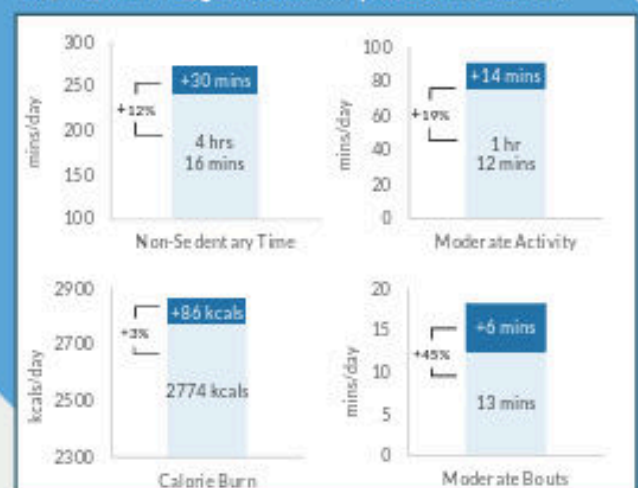 300
250
200
150
100
mins/day
+12%
+30 mins
4 hrs
16 mins
Non-Sedentary Time
100
80
60
40
20
0
mins/day
+19%
+14 mins
1 hr
12 mins
Moderate Activity
2900
2700
2500
2300
kcals/day
+3%
+86 kcals
2774 kcals
Calorie Burn
20
15
10
5
0
mins/day
+45%
+6 mins
13 mins
Moderate Bouts